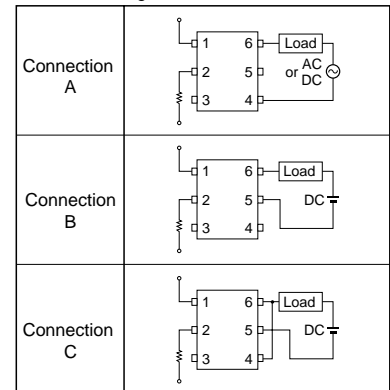 Connection
A
1 6 Load
2 5 or AC
DC
3 4
Connection
B
1 6 Load
2 5 DC
3 4
Connection
C
1 6 Load
2 5 DC
3 4